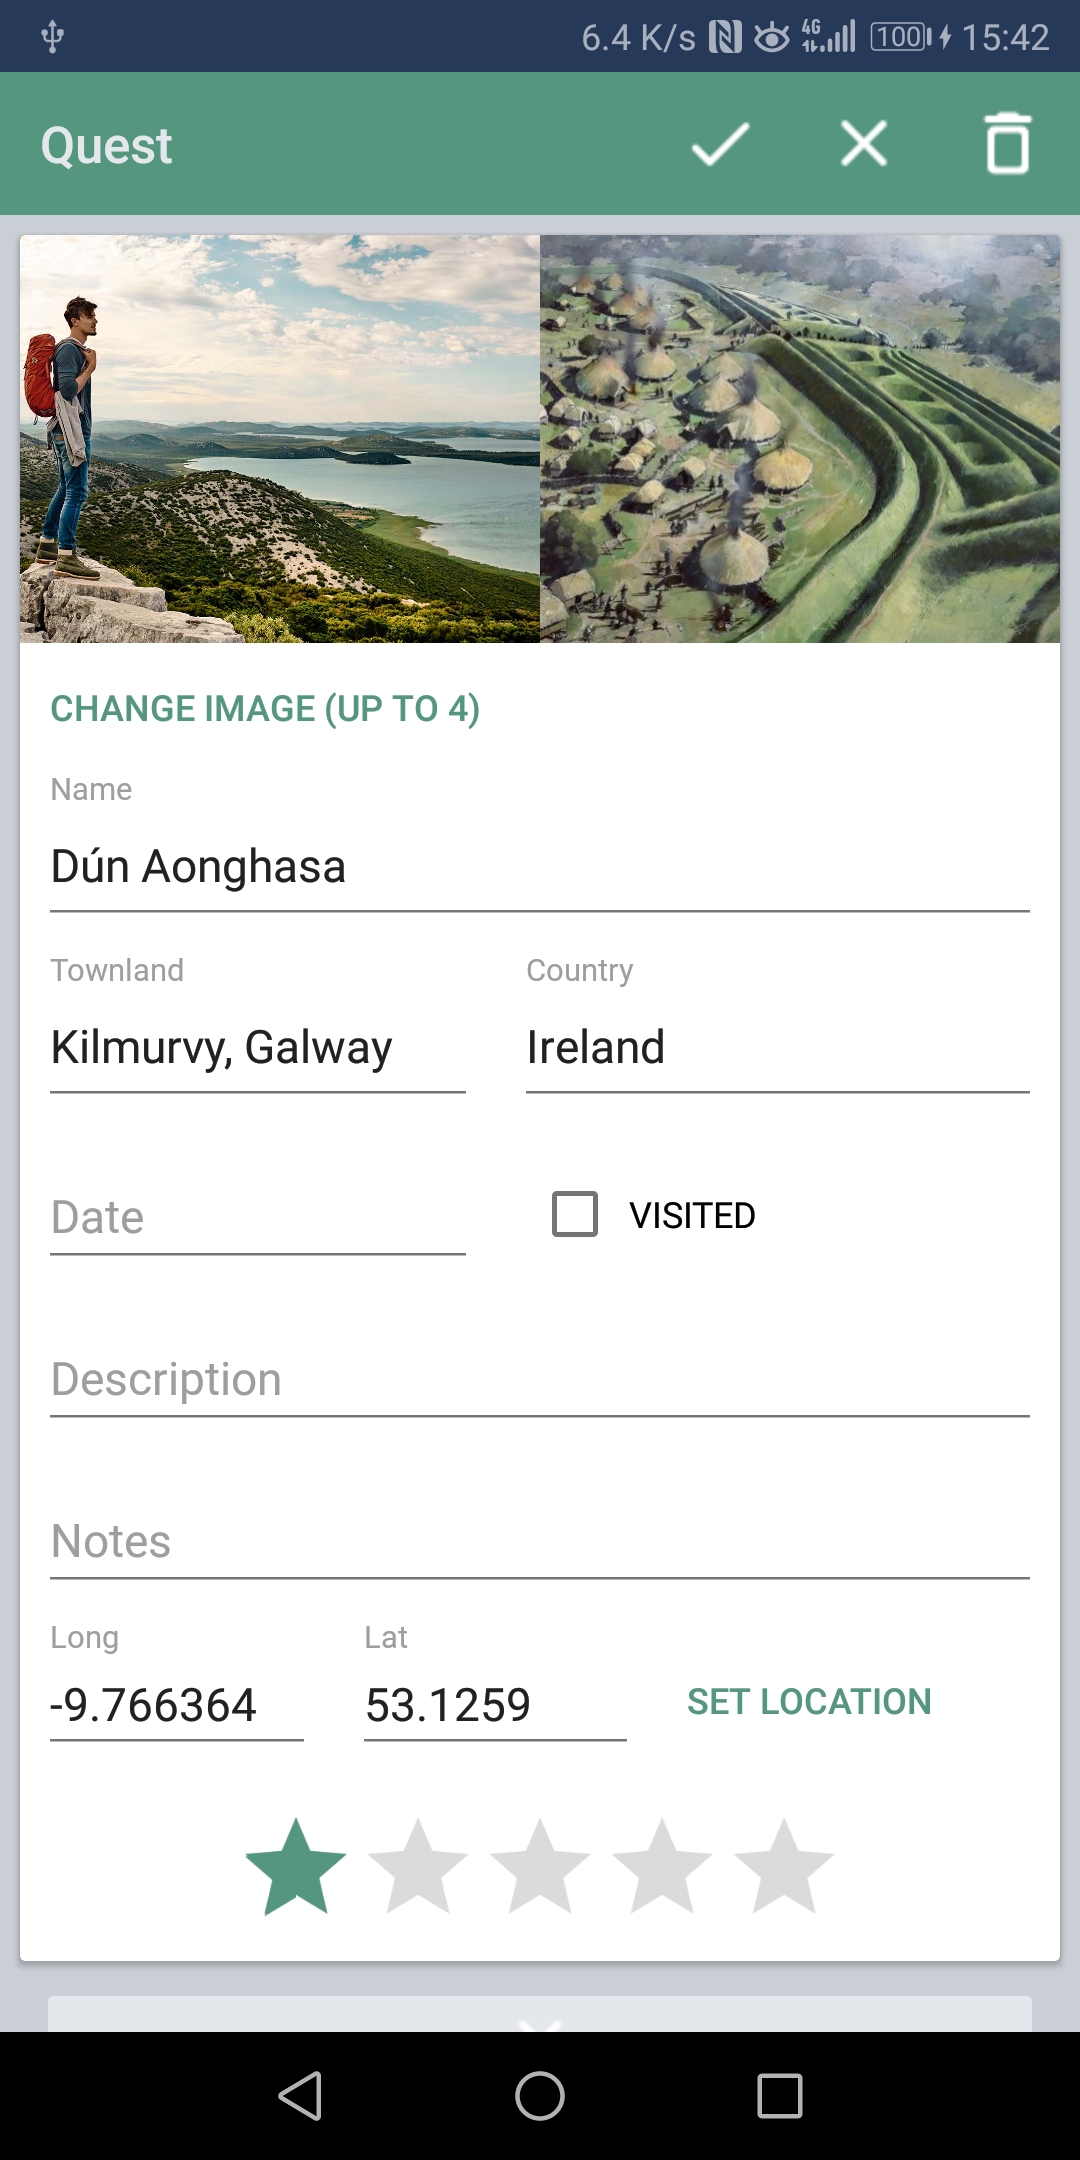 6.4 K/s 4G 100 15:42
Quest
CHANGE IMAGE (UP TO 4)
Name
Dún Aonghasa
Townland Country
Kilmurvy, Galway Ireland
Date VISITED
Description
Notes
Long Lat
-9.766364 53.1259 SET LOCATION